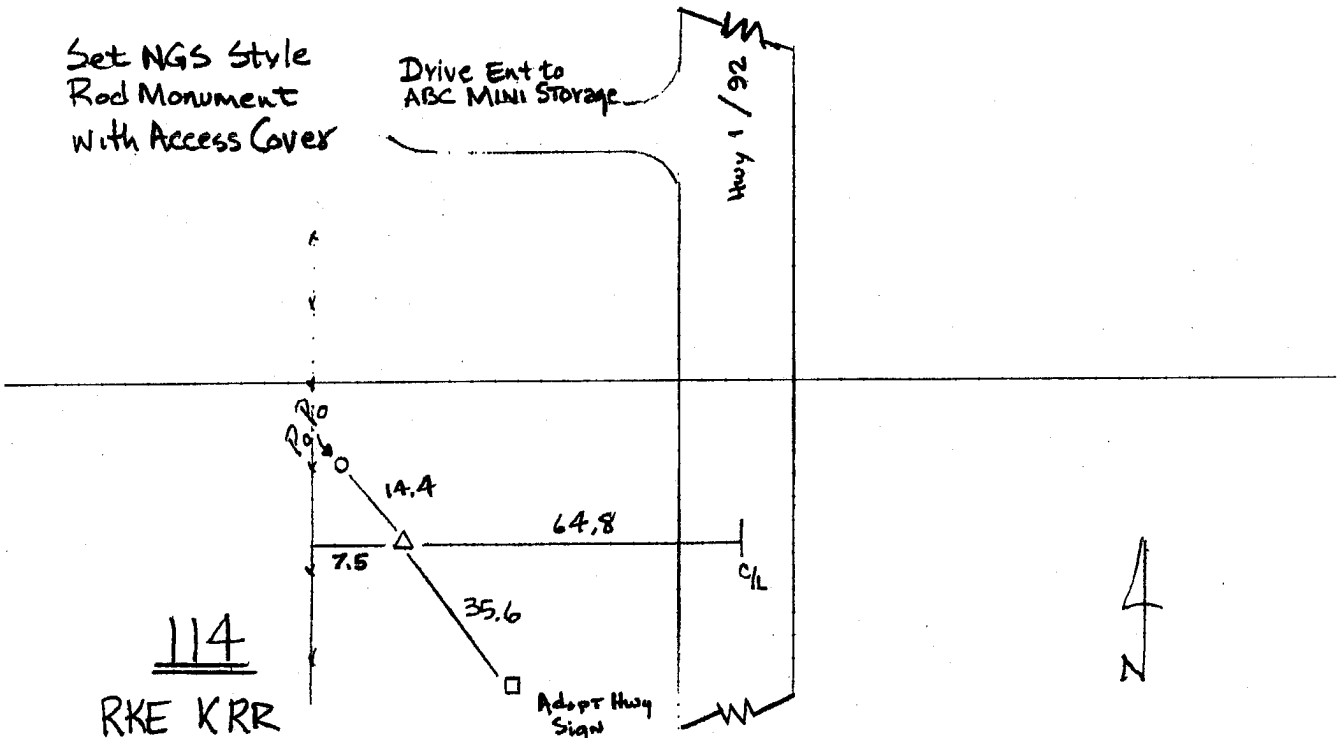 Set NGS Style
Rod Monument
with Access Cover
Drive Ent to
ABC MINI Storage
Hwy 1/92
14.4
64.8
7.5
C/L
35.6
114
RKE KRR
Adopt Hwy
Sign
N